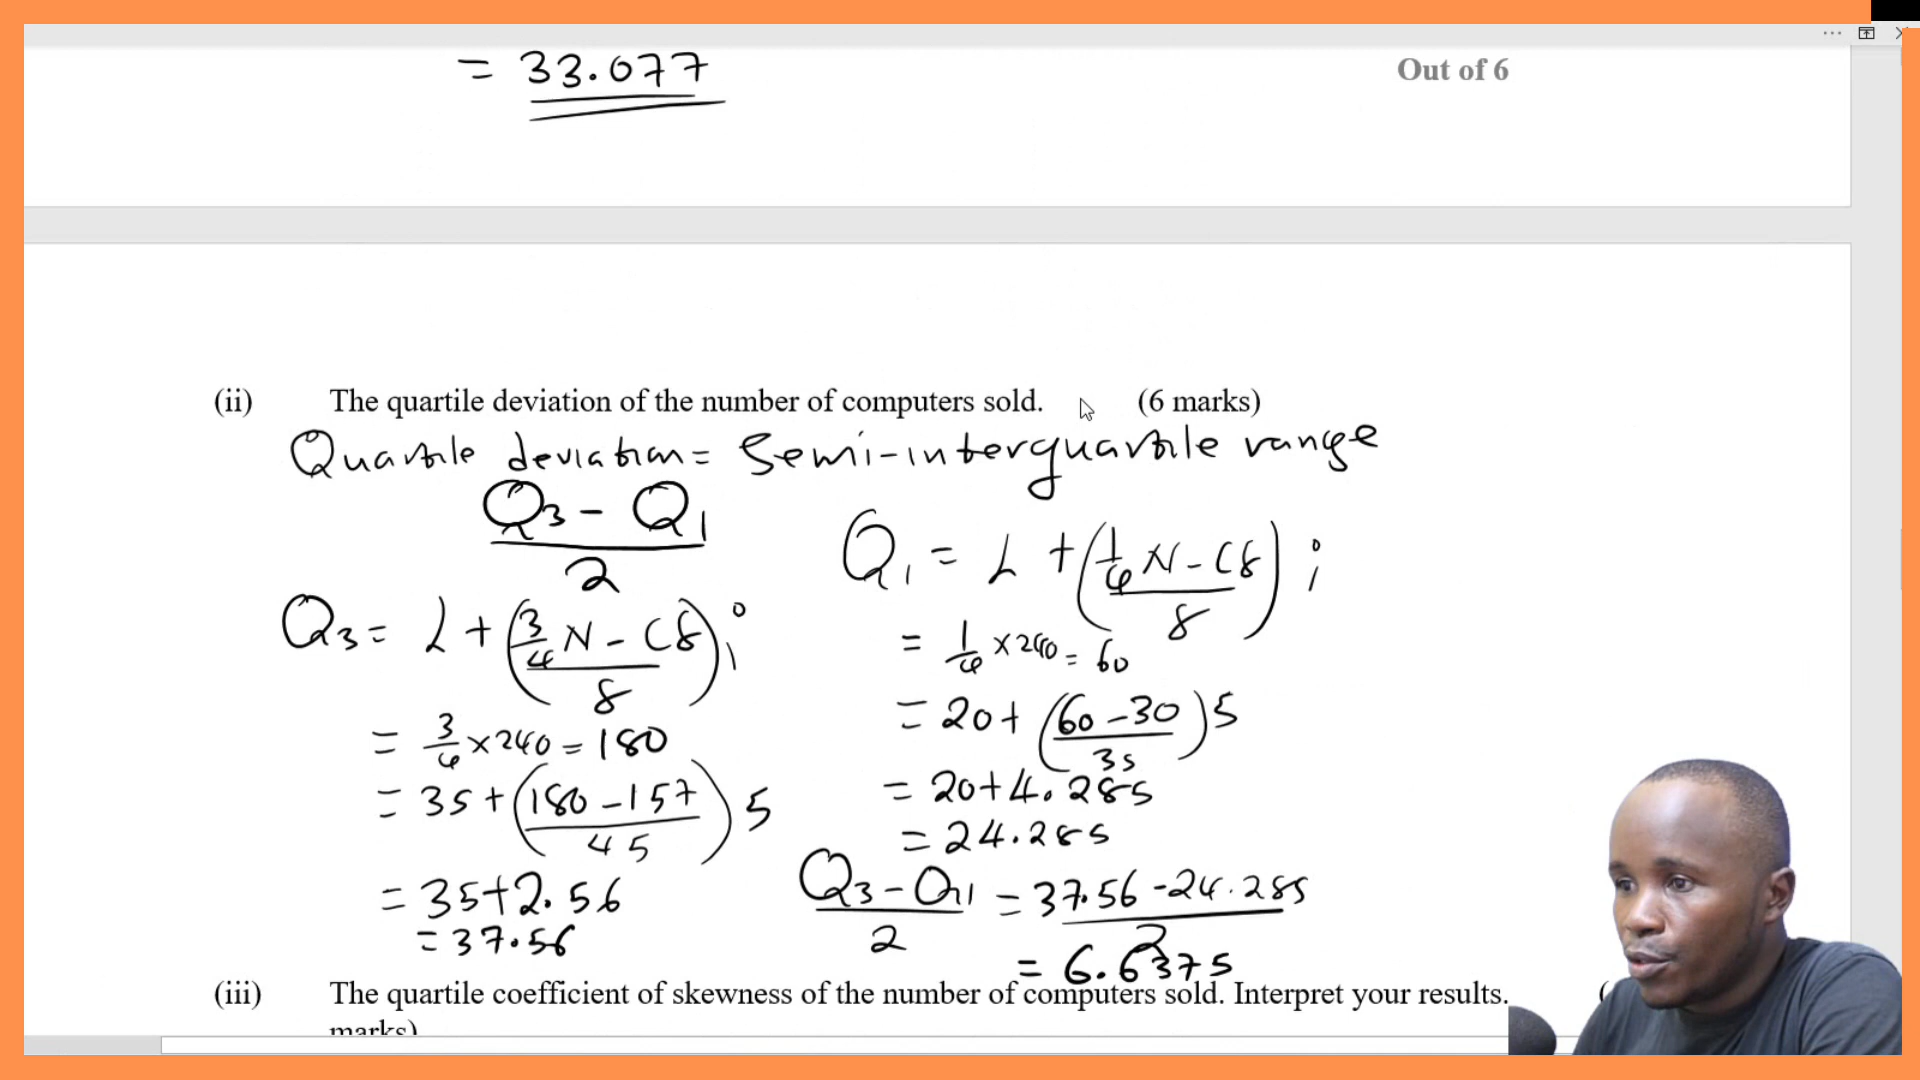 = 33.077
Out of 6
(ii) The quartile deviation of the number of computers sold. (6 marks)
Quartile deviation = Semi-interquartile range
Q3 - Q1
2
Q3 = L + (3/4 N - Cf / f) i
= 3/4 x 240 = 180
= 35 + (180 - 157 / 45) 5
= 35 + 2.56
= 37.56
Q1 = L + (1/4 N - Cf / f) i
= 1/4 x 240 = 60
= 20 + (60 - 30 / 35) 5
= 20 + 4.285
= 24.285
Q3 - Q1 / 2 = 37.56 - 24.285 / 2
= 6.6375
(iii) The quartile coefficient of skewness of the number of computers sold. Interpret your results. (
marks)